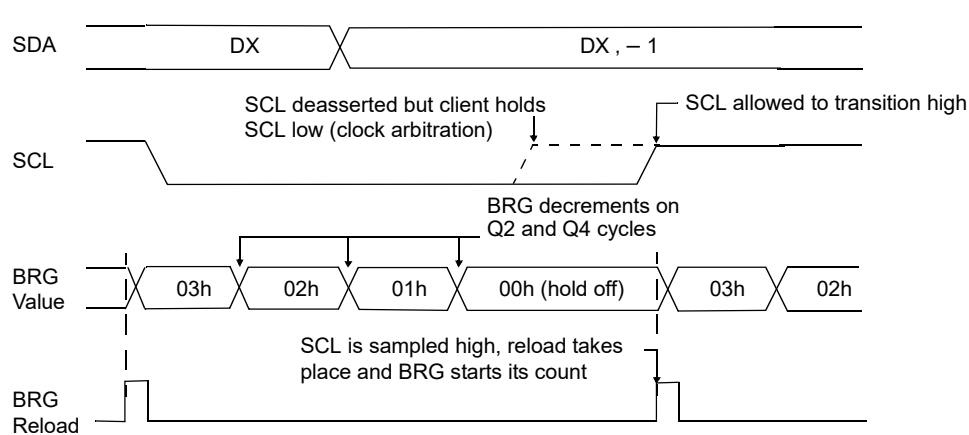 SDA
DX
DX , – 1
SCL deasserted but client holds
SCL low (clock arbitration)
SCL allowed to transition high
SCL
BRG decrements on
Q2 and Q4 cycles
BRG
Value
03h
02h
01h
00h (hold off)
03h
02h
SCL is sampled high, reload takes
place and BRG starts its count
BRG
Reload